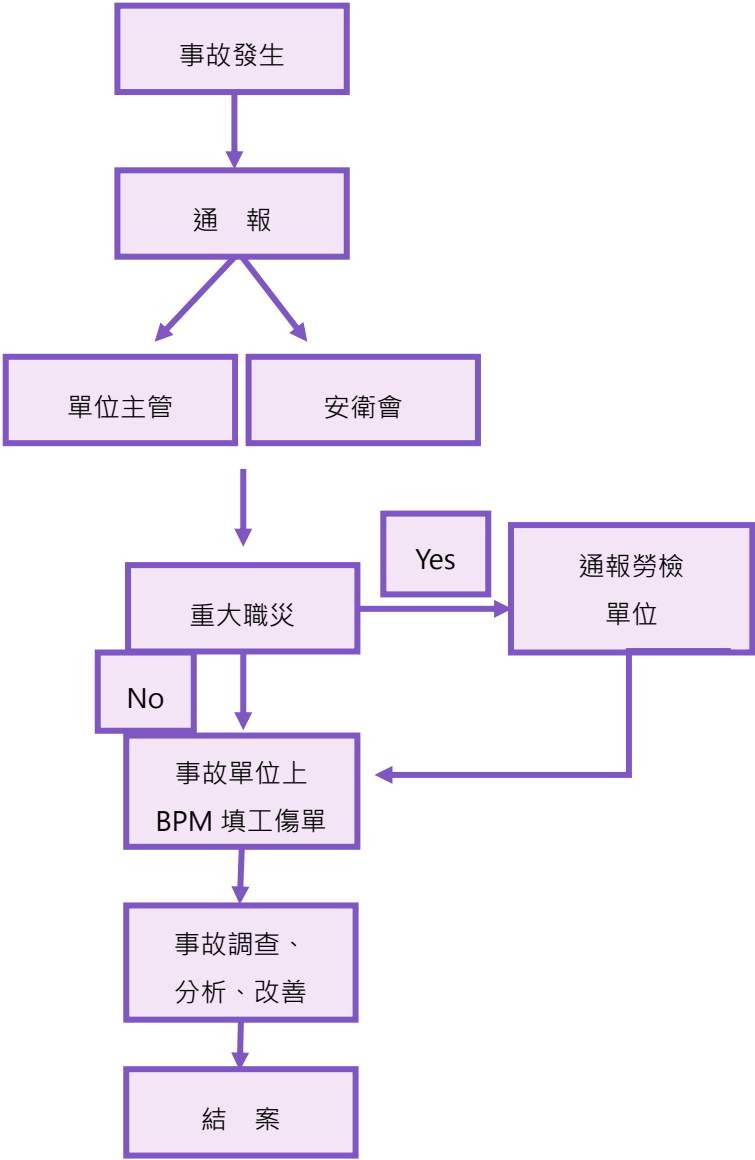 事故發生
通　報
單位主管
安衛會
Yes
通報勞檢
單位
重大職災
No
事故單位上
BPM 填工傷單
事故調查、
分析、改善
結　案